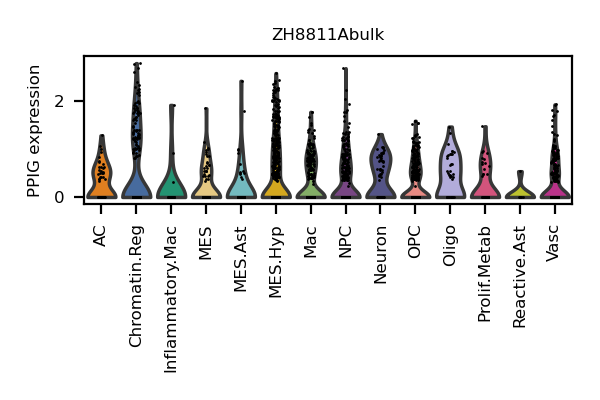 ZH8811Abulk
PPIG expression
2
0
AC
Chromatin.Reg
Inflammatory.Mac
MES
MES.Ast
MES.Hyp
Mac
NPC
Neuron
OPC
Oligo
Prolif.Metab
Reactive.Ast
Vasc